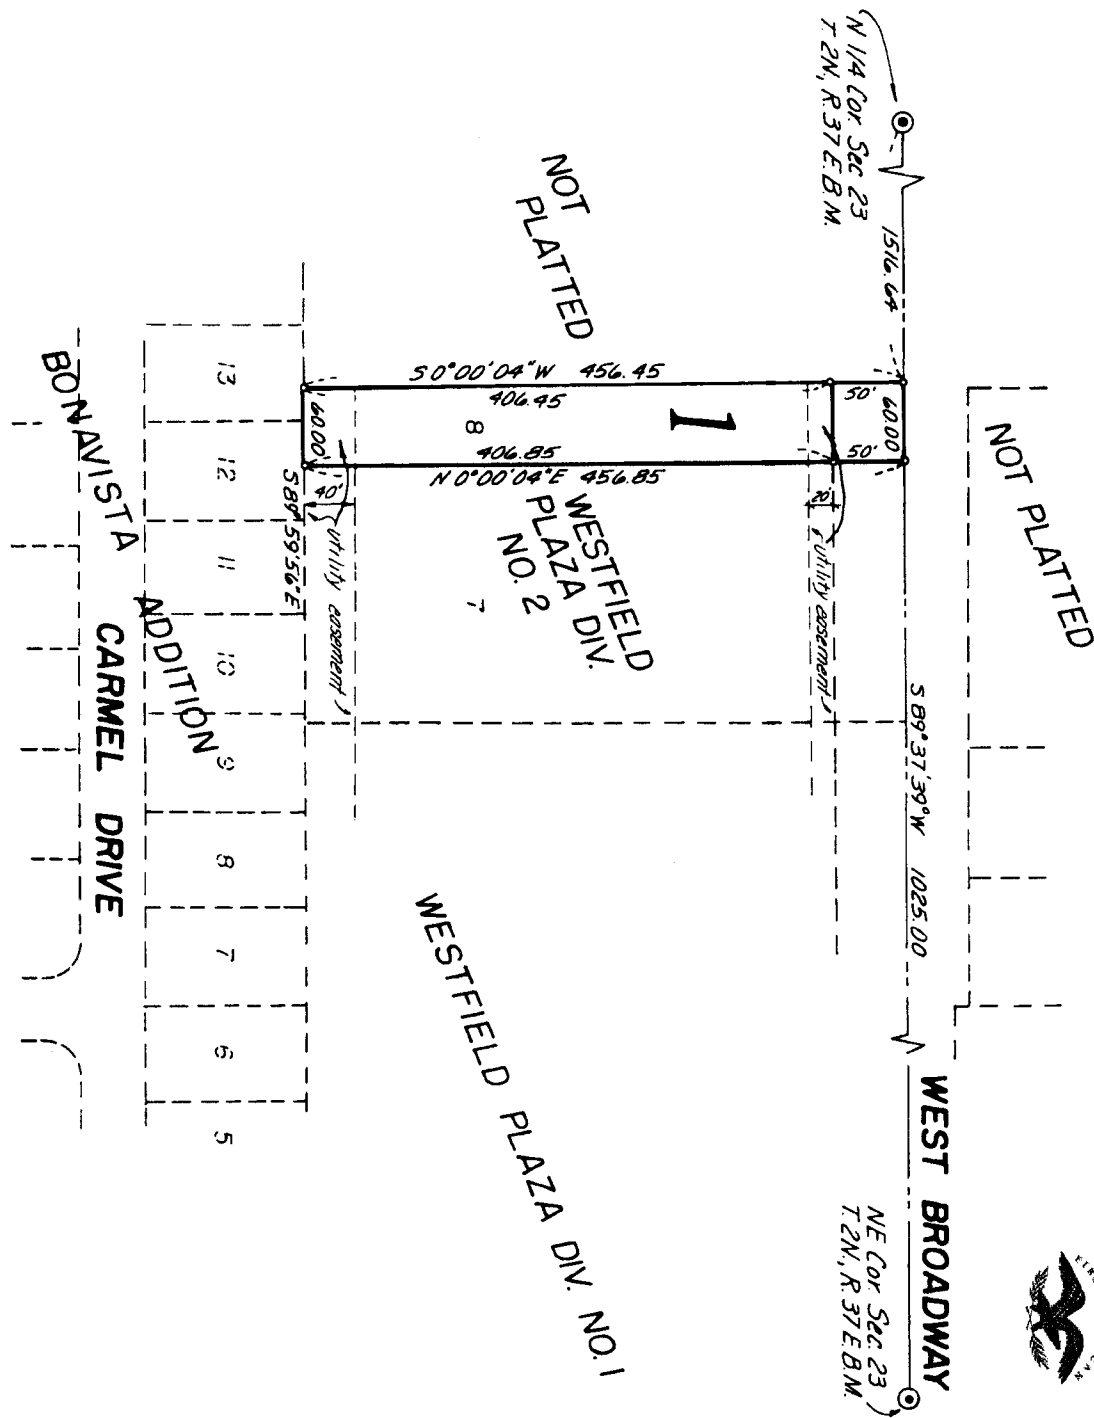 N 1/4 Cor. Sec 23
T. 2N, R.37 E.B.M.
1516.64
60.00
S 89°37'39"W 1025.00
WEST BROADWAY
NE Cor. Sec. 23
T. 2N, R 37 E B.M.
NOT PLATTED
NOT
PLATTED
50'
50'
1
S 0°00'04"W 456.45
406.45
8
406.85
N 0°00'04"E 456.85
60.00
40'
20'
utility easement
utility easement
S 89°59'56"E
WESTFIELD
PLAZA DIV.
NO. 2
7
WESTFIELD PLAZA DIV. NO. 1
13
12
11
10
9
8
7
6
5
BONAVISTA ADDITION
CARMEL DRIVE